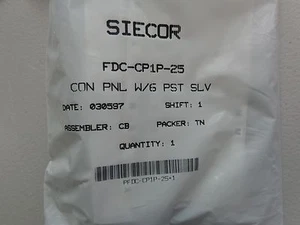 SIECOR
FDC-CP1P-25
CON PNL W/6 PST SLV
DATE: 030597 SHIFT: 1
ASSEMBLER: CB PACKER: TN
QUANTITY: 1
PFDC-CP1P-25+1